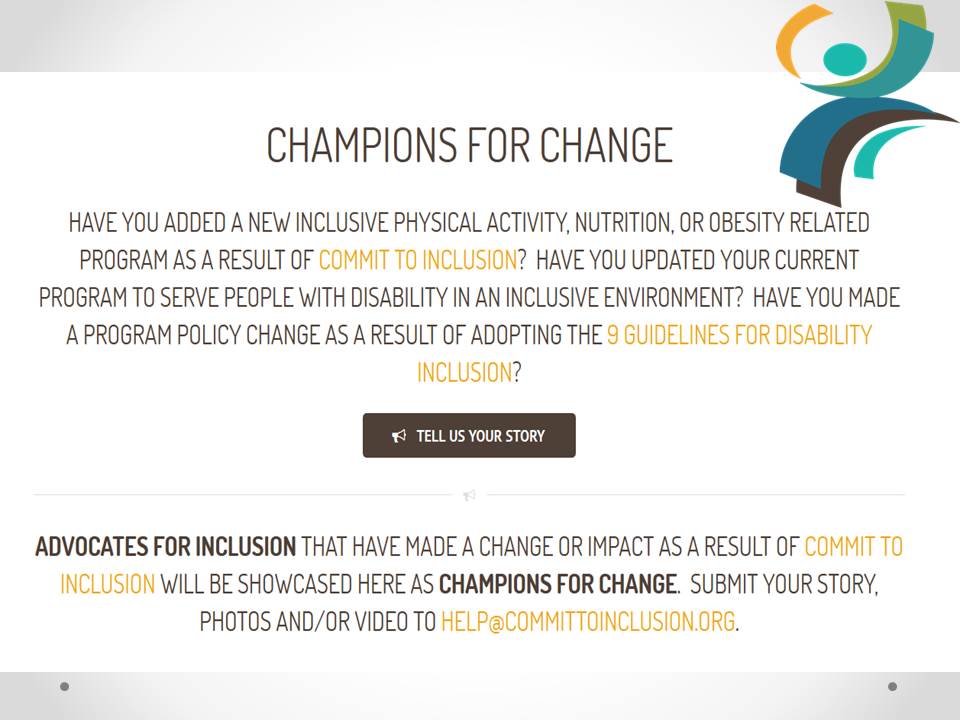 CHAMPIONS FOR CHANGE
HAVE YOU ADDED A NEW INCLUSIVE PHYSICAL ACTIVITY, NUTRITION, OR OBESITY RELATED
PROGRAM AS A RESULT OF COMMIT TO INCLUSION? HAVE YOU UPDATED YOUR CURRENT
PROGRAM TO SERVE PEOPLE WITH DISABILITY IN AN INCLUSIVE ENVIRONMENT? HAVE YOU MADE
A PROGRAM POLICY CHANGE AS A RESULT OF ADOPTING THE 9 GUIDELINES FOR DISABILITY
INCLUSION?
TELL US YOUR STORY
ADVOCATES FOR INCLUSION THAT HAVE MADE A CHANGE OR IMPACT AS A RESULT OF COMMIT TO
INCLUSION WILL BE SHOWCASED HERE AS CHAMPIONS FOR CHANGE. SUBMIT YOUR STORY,
PHOTOS AND/OR VIDEO TO HELP@COMMITTOINCLUSION.ORG.